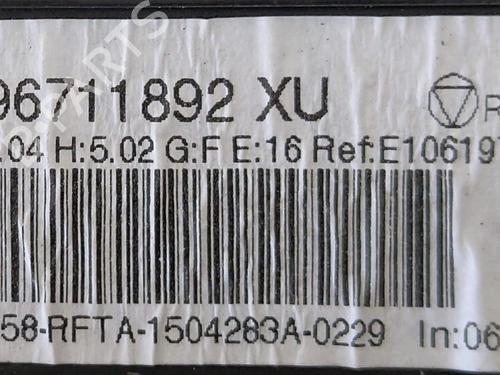 96711892 XU
.04 H:5.02 G:F E:16 Ref:E10619
58-RFTA-1504283A-0229 In:06